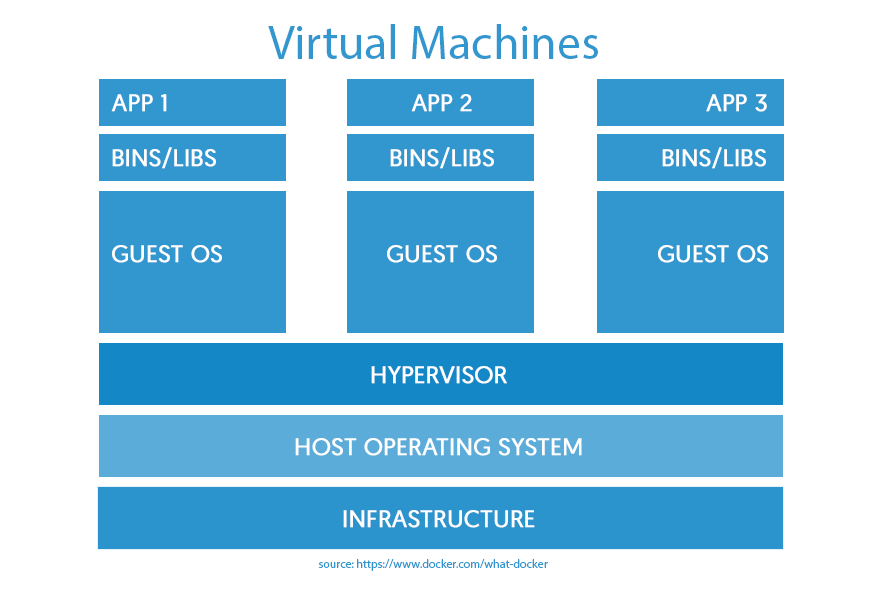 Virtual Machines
APP 1
APP 2
APP 3
BINS/LIBS
BINS/LIBS
BINS/LIBS
GUEST OS
GUEST OS
GUEST OS
HYPERVISOR
HOST OPERATING SYSTEM
INFRASTRUCTURE
source: https://www.docker.com/what-docker